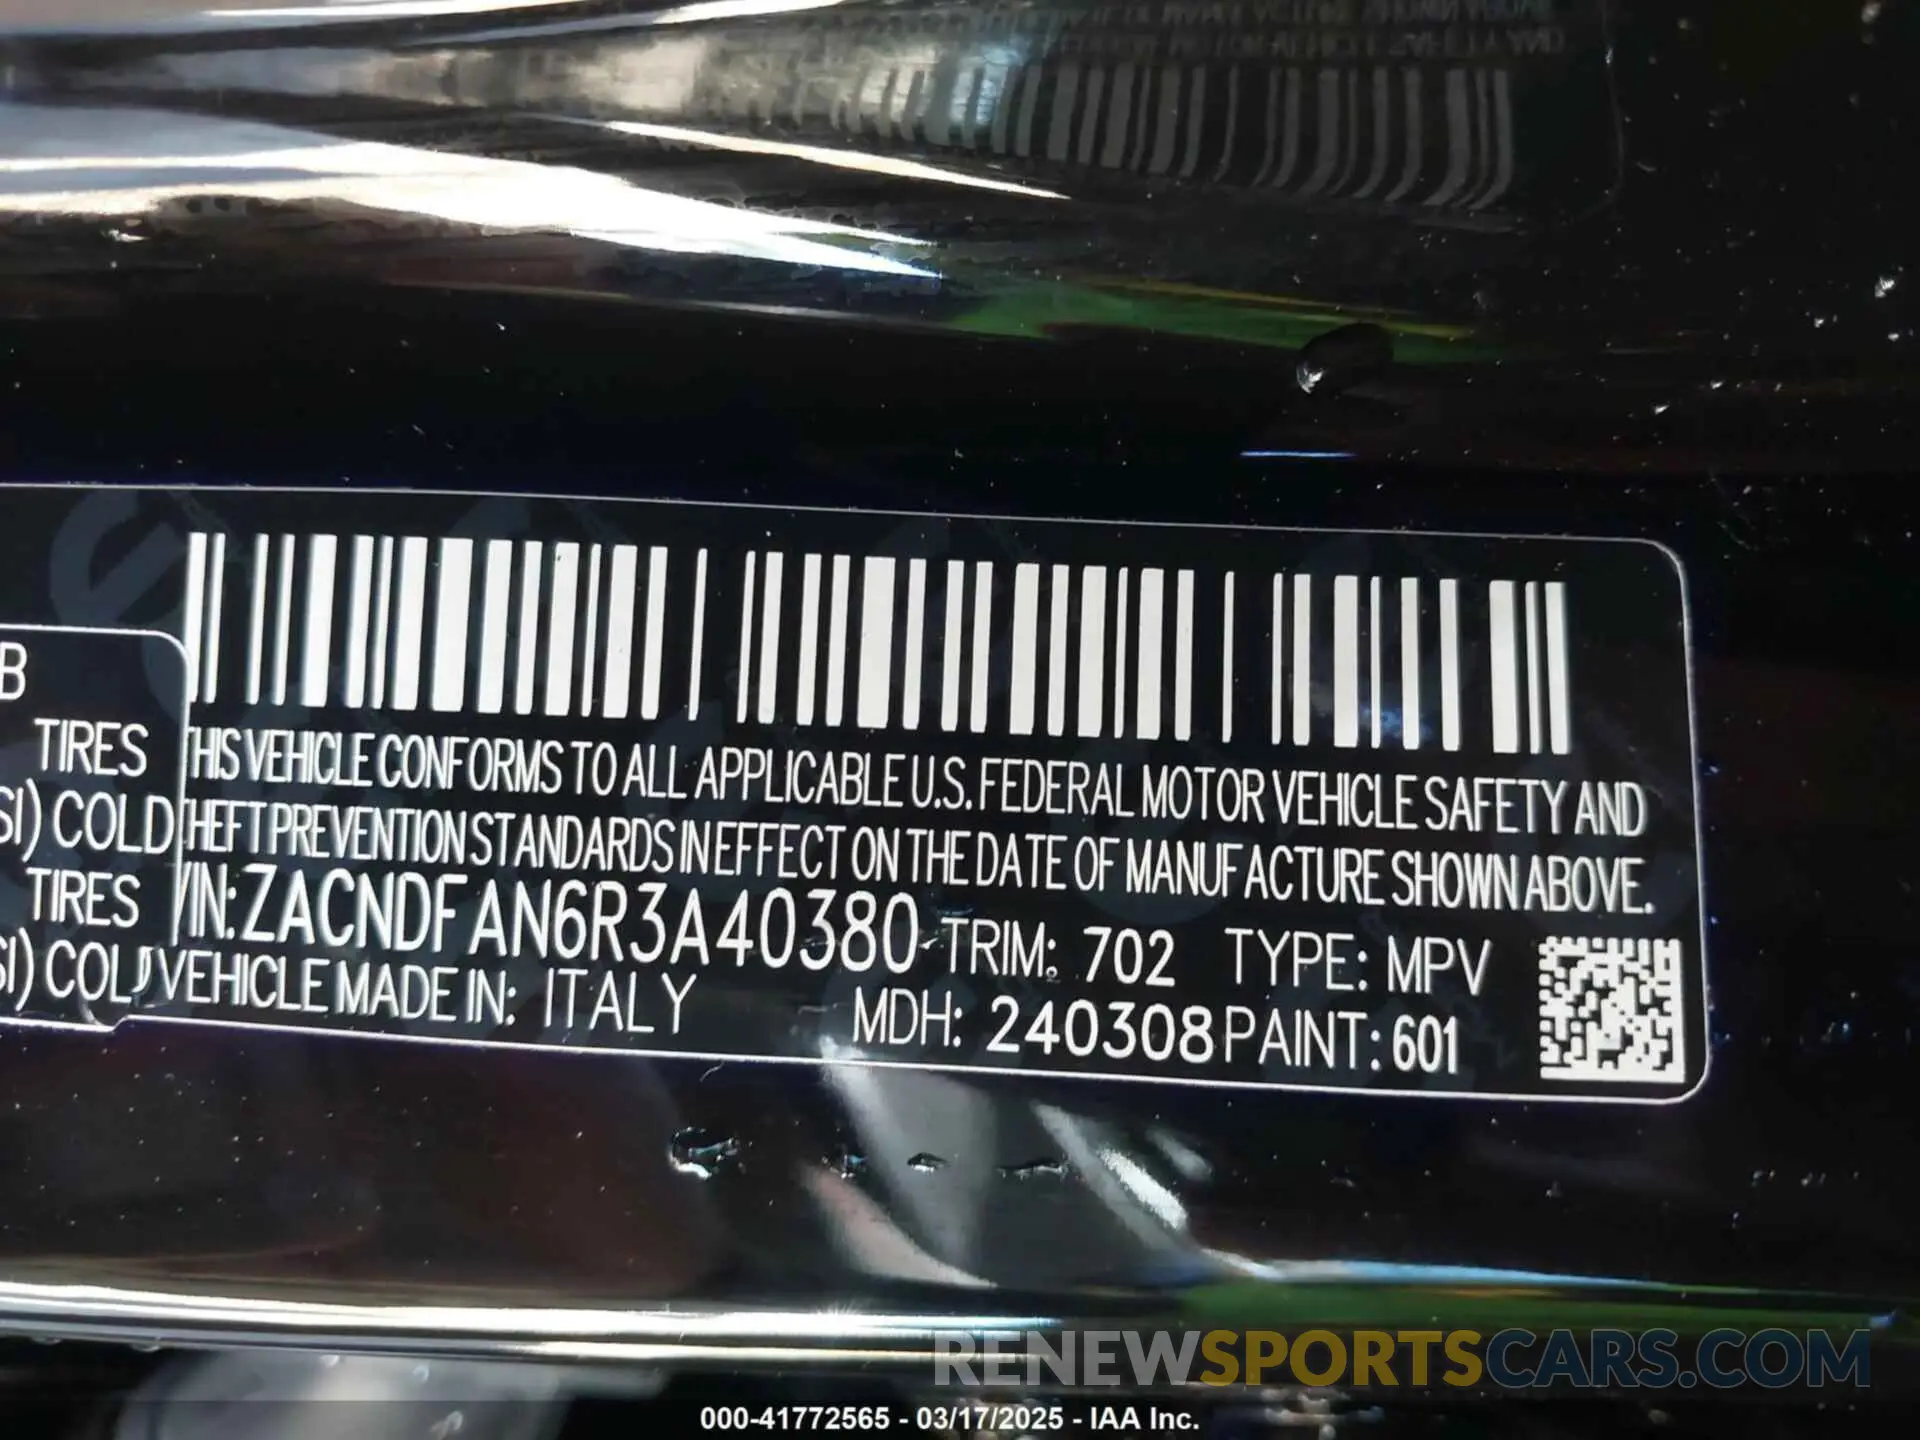 B
TIRES
SI) COLD
TIRES
SI) COLD
THIS VEHICLE CONFORMS TO ALL APPLICABLE U.S. FEDERAL MOTOR VEHICLE SAFETY AND
THEFT PREVENTION STANDARDS IN EFFECT ON THE DATE OF MANUFACTURE SHOWN ABOVE.
VIN: ZACNDFAN6R3A40380 TRIM: 702 TYPE: MPV
VEHICLE MADE IN: ITALY MDH: 240308 PAINT: 601
RENEWSPORTSCARS.COM
000-41772565 - 03/17/2025 - IAA Inc.